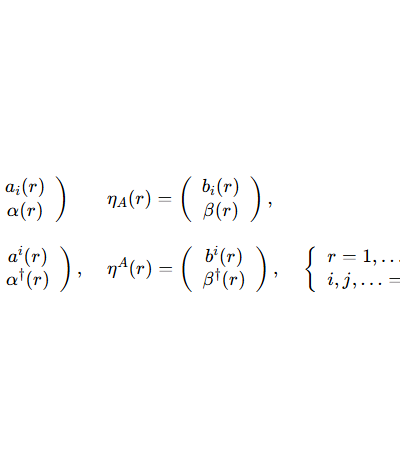 a_i(r)
α(r) ) η_A(r) = ( b_i(r)
β(r) ),
a^i(r)
α^†(r) ), η^A(r) = ( b^i(r)
β^†(r) ), { r = 1, …
i, j, … =